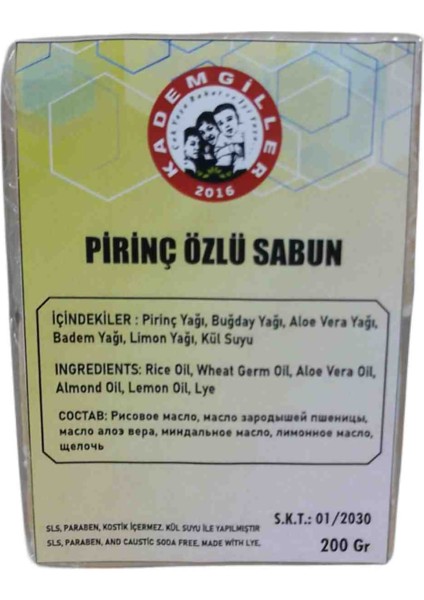 KADEMGİLLER
2016
PİRİNÇ ÖZLÜ SABUN
İÇİNDEKİLER : Pirinç Yağı, Buğday Yağı, Aloe Vera Yağı,
Badem Yağı, Limon Yağı, Kül Suyu
INGREDIENTS: Rice Oil, Wheat Germ Oil, Aloe Vera Oil,
Almond Oil, Lemon Oil, Lye
СОСТАВ: Рисовое масло, масло зародышей пшеницы,
масло алоэ вера, миндальное масло, лимонное масло,
щелочь
S.K.T.: 01/2030
SLS, PARABEN, KOSTİK İÇERMEZ. KÜL SUYU İLE YAPILMIŞTIR
SLS, PARABEN, AND CAUSTIC SODA FREE, MADE WITH LYE.
200 Gr